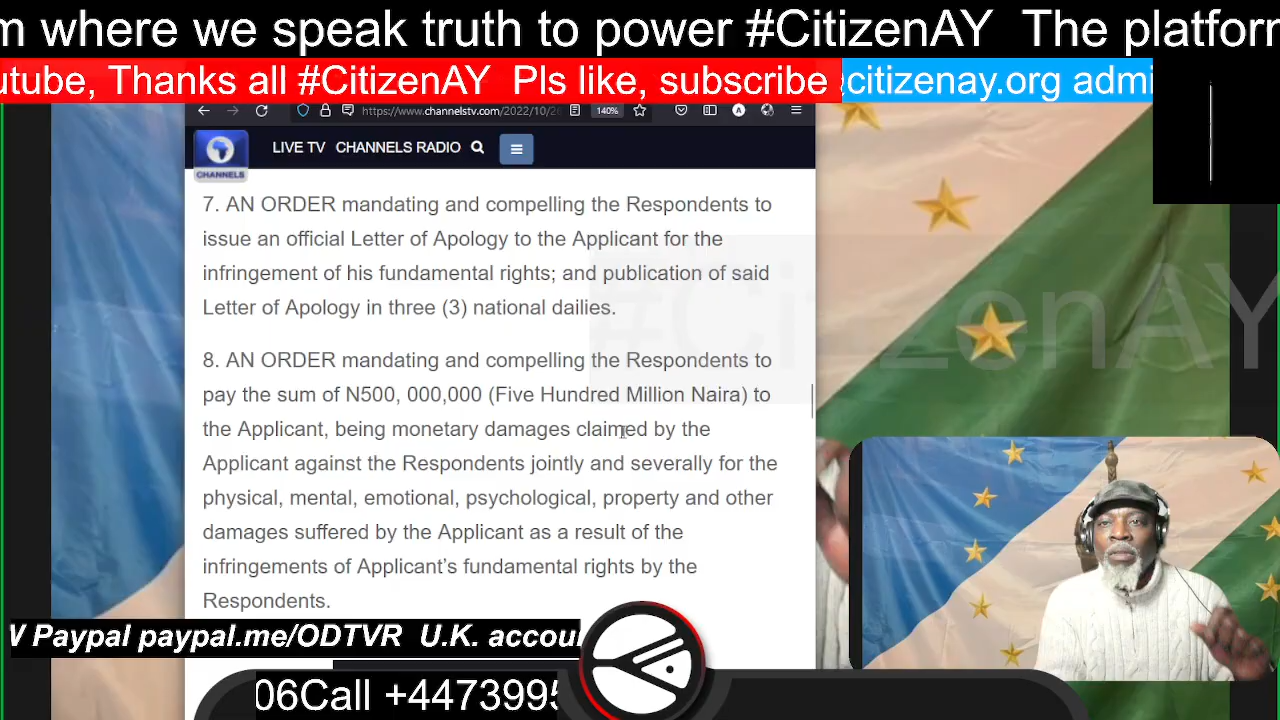 m where we speak truth to power #CitizenAY The platforn
utube, Thanks all #CitizenAY Pls like, subscribe
citizenay.org admi
https://www.channelstv.com/2022/10/2
140%
CHANNELS
LIVE TV CHANNELS RADIO
7. AN ORDER mandating and compelling the Respondents to
issue an official Letter of Apology to the Applicant for the
infringement of his fundamental rights; and publication of said
Letter of Apology in three (3) national dailies.
8. AN ORDER mandating and compelling the Respondents to
pay the sum of N500, 000,000 (Five Hundred Million Naira) to
the Applicant, being monetary damages claimed by the
Applicant against the Respondents jointly and severally for the
physical, mental, emotional, psychological, property and other
damages suffered by the Applicant as a result of the
infringements of Applicant's fundamental rights by the
Respondents.
#CitizenAY
Paypal paypal.me/ODTVR U.K. accou
06Call +4473995